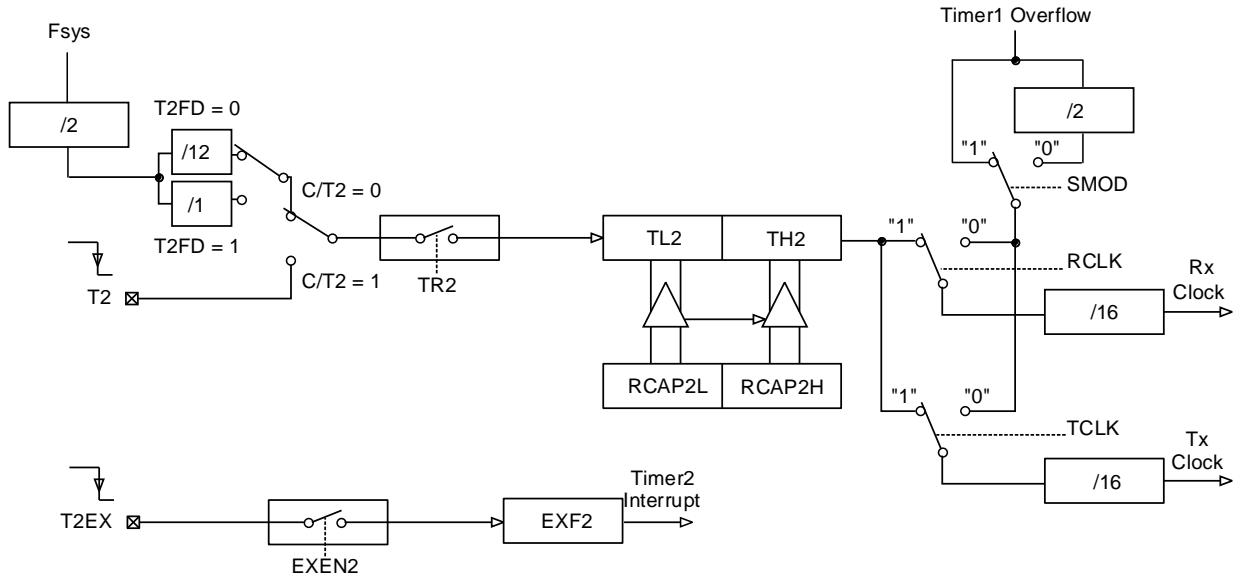 Timer1 Overflow
Fsys
/2
T2FD = 0
/12
/1
T2FD = 1
C/T2 = 0
C/T2 = 1
T2
TR2
TL2
TH2
RCAP2L
RCAP2H
/2
"1"
"0"
SMOD
"1"
"0"
RCLK
/16
Rx
Clock
"1"
"0"
TCLK
/16
Tx
Clock
T2EX
EXEN2
EXF2
Timer2
Interrupt